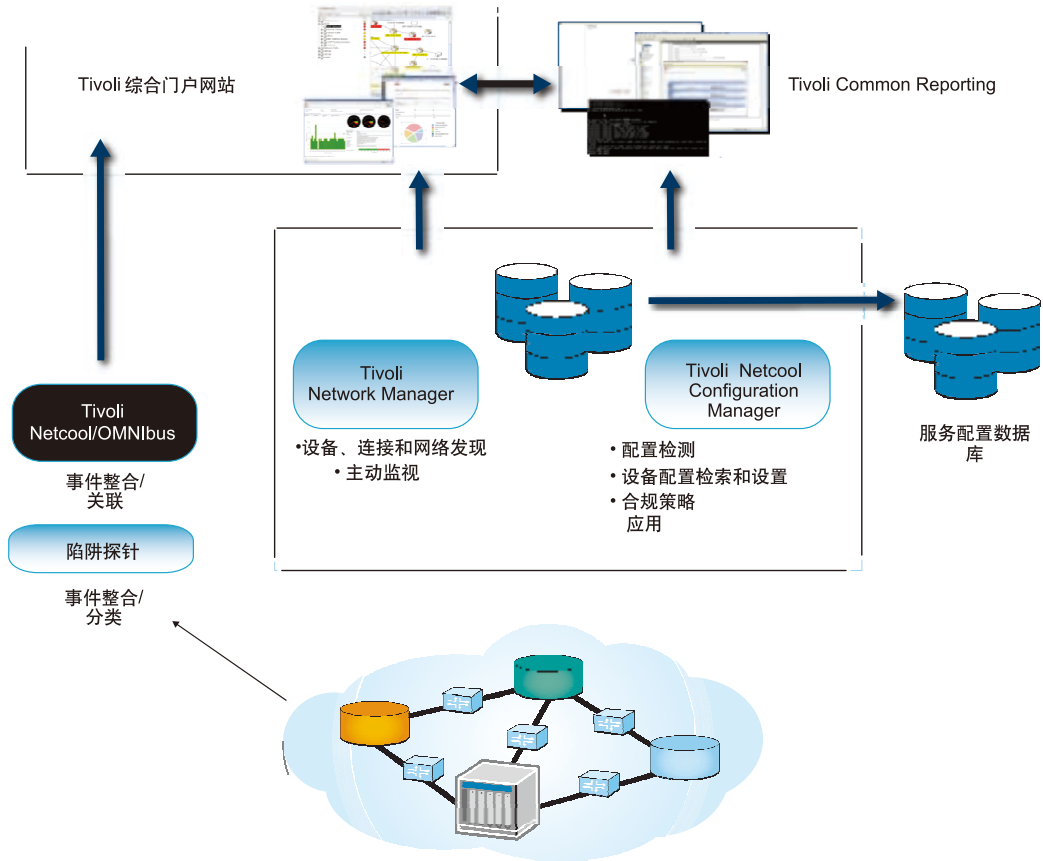 Tivoli 综合门户网站
Tivoli Common Reporting
Tivoli
Network Manager
•设备、连接和网络发现
• 主动监视
Tivoli Netcool
Configuration
Manager
• 配置检测
• 设备配置检索和设置
• 合规策略
应用
服务配置数据
库
Tivoli
Netcool/OMNIbus
事件整合/
关联
陷阱探针
事件整合/
分类